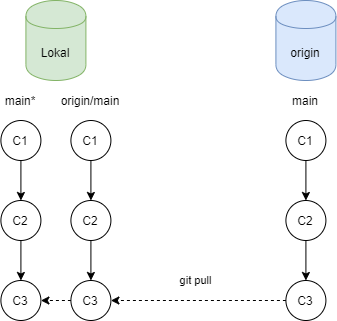 Lokal
origin
main*
origin/main
main
C1
C1
C1
C2
C2
C2
git pull
C3
C3
C3